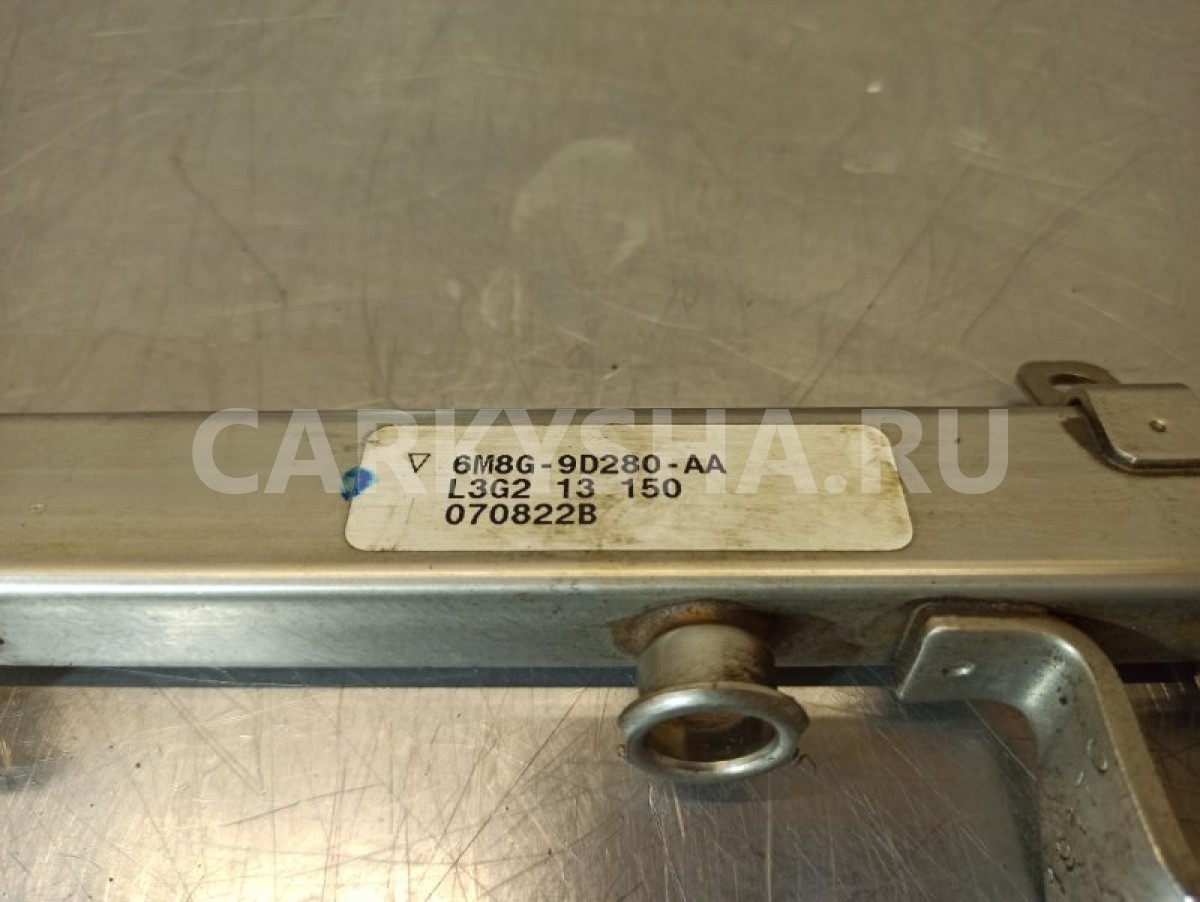 CARKYSHA.RU
▽ 6M8G-9D280-AA
L3G2 13 150
070822B